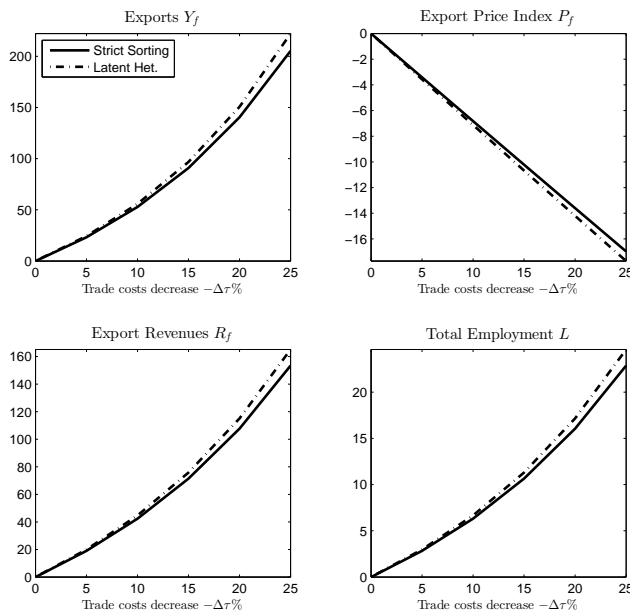 Exports Y_f
200
150
100
50
0
Strict Sorting
Latent Het.
0 5 10 15 20 25
Trade costs decrease −Δτ%
Export Price Index P_f
0
−2
−4
−6
−8
−10
−12
−14
−16
0 5 10 15 20 25
Trade costs decrease −Δτ%
Export Revenues R_f
160
140
120
100
80
60
40
20
0
0 5 10 15 20 25
Trade costs decrease −Δτ%
Total Employment L
20
15
10
5
0
0 5 10 15 20 25
Trade costs decrease −Δτ%